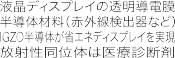 液晶ディスプレイの透明導電膜
半導体材料(赤外線検出器など)
IGZO半導体が省エネディスプレイを実現
放射性同位体は医療診断剤